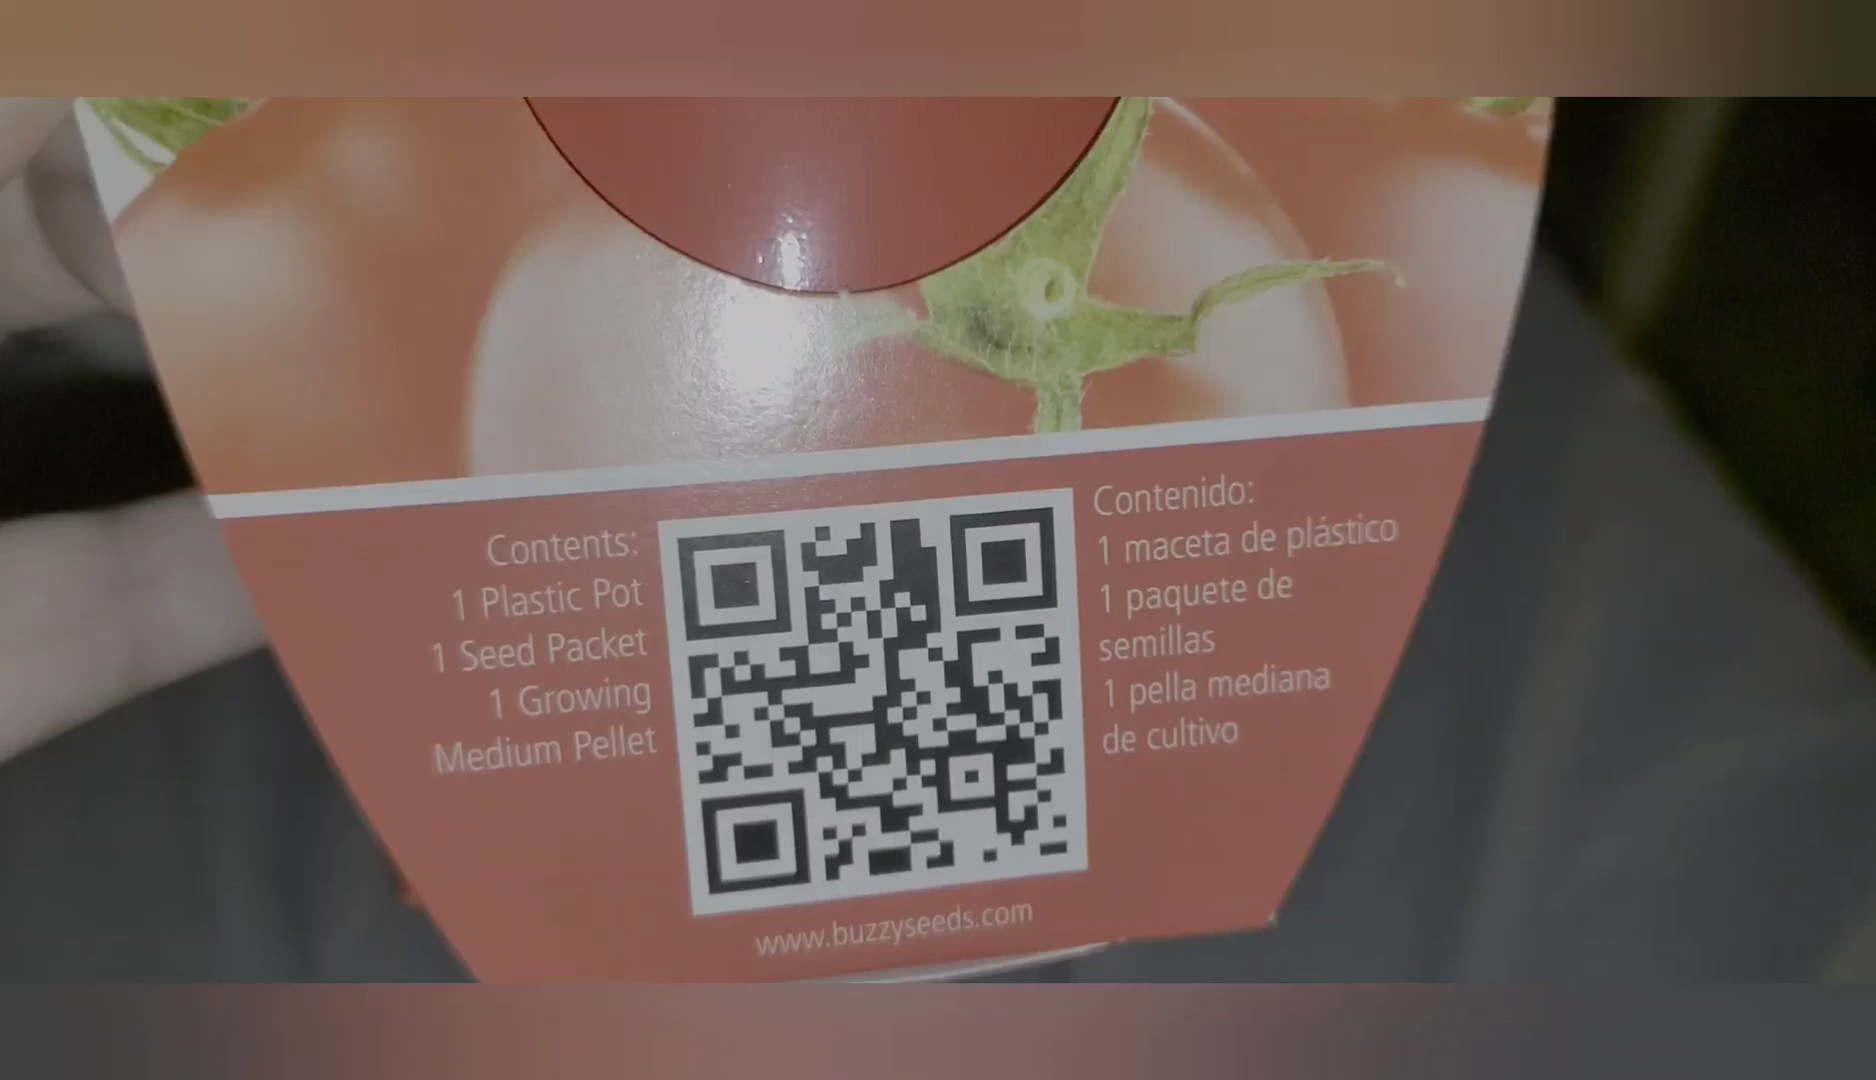 Contents:
1 Plastic Pot
1 Seed Packet
1 Growing
Medium Pellet
Contenido:
1 maceta de plástico
1 paquete de
semillas
1 pella mediana
de cultivo
www.buzzyseeds.com